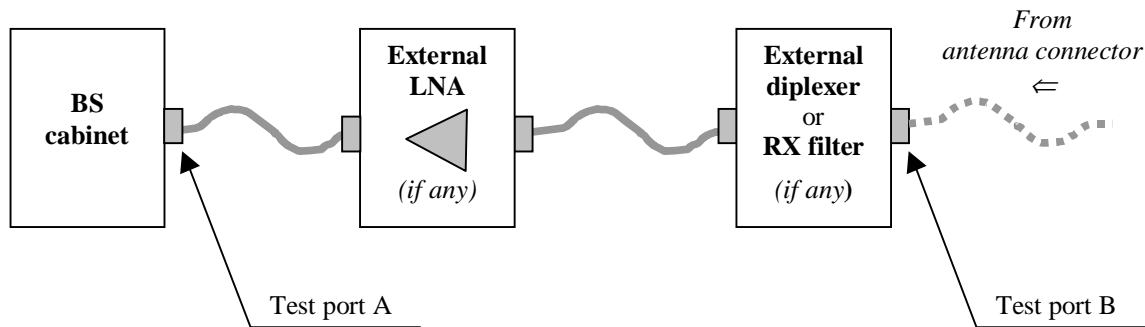 BS
cabinet
External
LNA
(if any)
External
diplexer
or
RX filter
(if any)
From
antenna connector
⇐
Test port A
Test port B